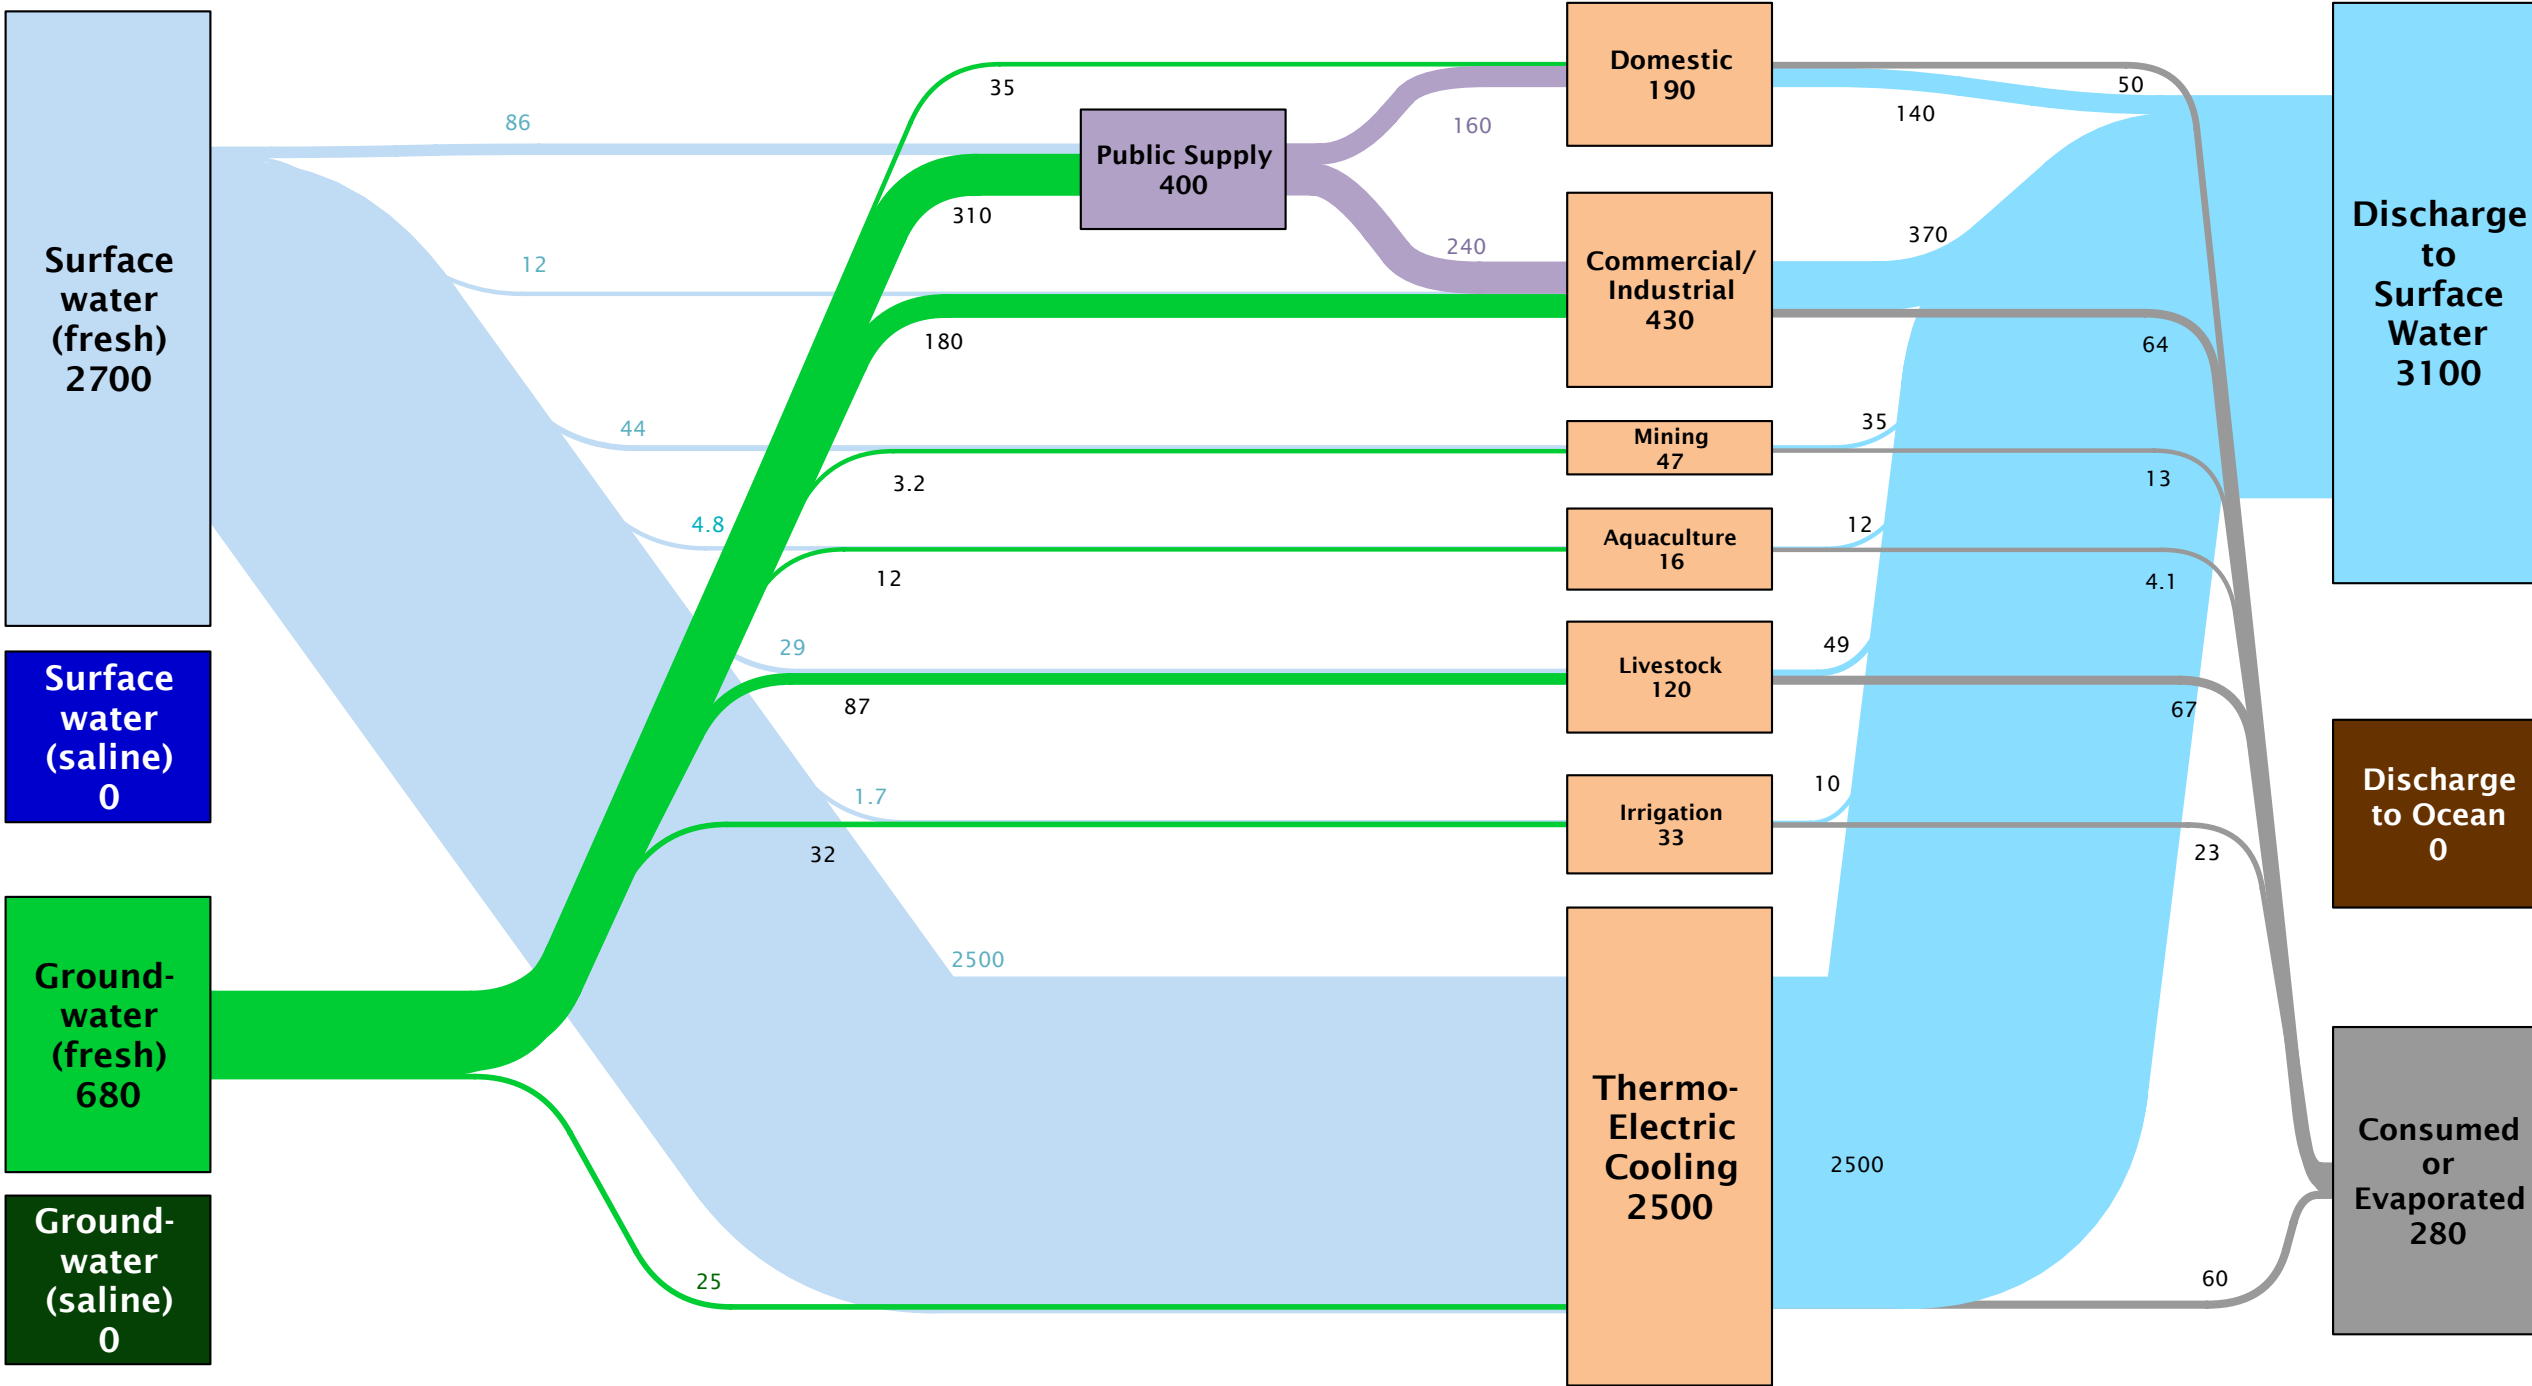 Surface
water
(fresh)
2700
Surface
water
(saline)
0
Ground-
water
(fresh)
680
Ground-
water
(saline)
0
86
12
44
4.8
29
1.7
2500
35
310
180
3.2
12
87
32
25
Public Supply
400
160
240
Domestic
190
Commercial/
Industrial
430
Mining
47
Aquaculture
16
Livestock
120
Irrigation
33
Thermo-
Electric
Cooling
2500
140
370
35
12
49
10
2500
50
64
13
4.1
67
23
60
Discharge
to
Surface
Water
3100
Discharge
to Ocean
0
Consumed
or
Evaporated
280